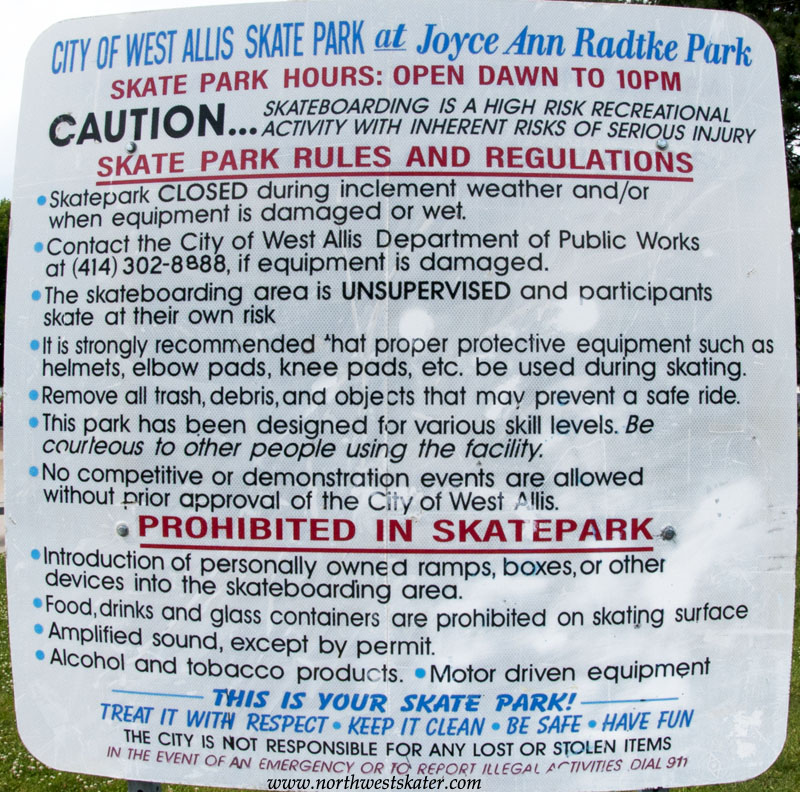 CITY OF WEST ALLIS SKATE PARK at Joyce Ann Radtke Park
SKATE PARK HOURS: OPEN DAWN TO 10PM
CAUTION... SKATEBOARDING IS A HIGH RISK RECREATIONAL
ACTIVITY WITH INHERENT RISKS OF SERIOUS INJURY
SKATE PARK RULES AND REGULATIONS
• Skatepark CLOSED during inclement weather and/or
when equipment is damaged or wet.
• Contact the City of West Allis Department of Public Works
at (414) 302-8888, if equipment is damaged.
• The skateboarding area is UNSUPERVISED and participants
skate at their own risk
• It is strongly recommended that proper protective equipment such as
helmets, elbow pads, knee pads, etc. be used during skating.
• Remove all trash, debris, and objects that may prevent a safe ride.
• This park has been designed for various skill levels. Be
courteous to other people using the facility.
• No competitive or demonstration events are allowed
without prior approval of the City of West Allis.
PROHIBITED IN SKATEPARK
• Introduction of personally owned ramps, boxes, or other
devices into the skateboarding area.
• Food, drinks and glass containers are prohibited on skating surface
• Amplified sound, except by permit.
• Alcohol and tobacco products. • Motor driven equipment
THIS IS YOUR SKATE PARK!
TREAT IT WITH RESPECT • KEEP IT CLEAN • BE SAFE • HAVE FUN
THE CITY IS NOT RESPONSIBLE FOR ANY LOST OR STOLEN ITEMS
IN THE EVENT OF AN EMERGENCY OR TO REPORT ILLEGAL ACTIVITIES DIAL 911
www.northwestskater.com